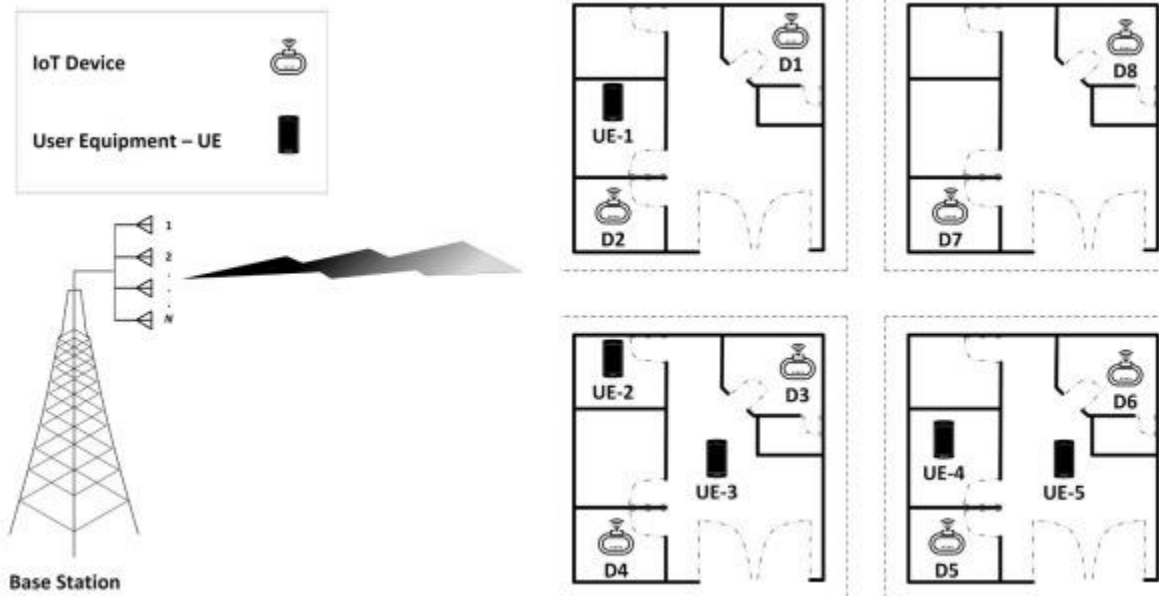 IoT Device
User Equipment – UE
1
2
.
.
.
N
Base Station
D1
UE-1
D2
D8
D7
UE-2
D3
UE-3
D4
D6
UE-4
UE-5
D5